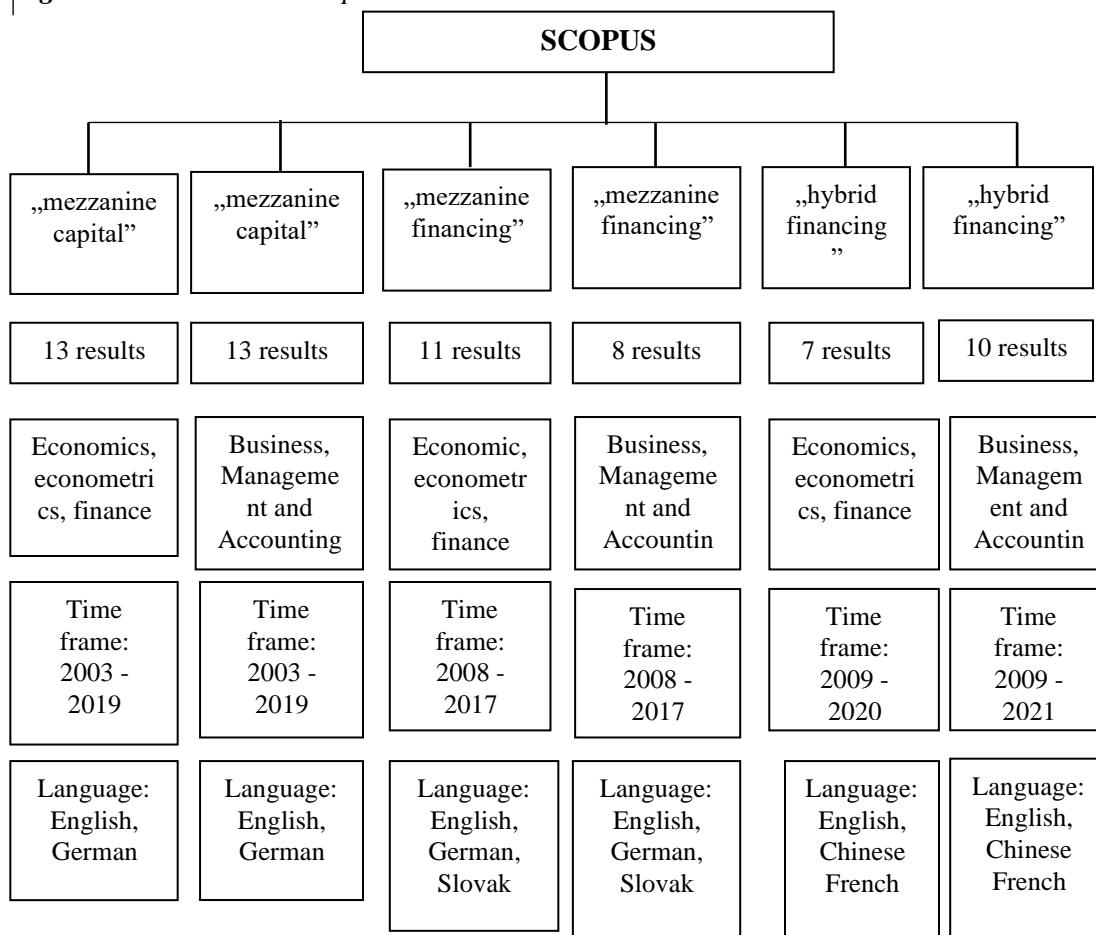 SCOPUS
„mezzanine
capital”
„mezzanine
capital”
„mezzanine
financing”
„mezzanine
financing”
„hybrid
financing
”
„hybrid
financing”
13 results
13 results
11 results
8 results
7 results
10 results
Economics,
econometri
cs, finance
Business,
Manageme
nt and
Accounting
Economic,
econometr
ics,
finance
Business,
Manageme
nt and
Accountin
Economics,
econometri
cs, finance
Business,
Managem
ent and
Accountin
Time
frame:
2003 -
2019
Time
frame:
2003 -
2019
Time
frame:
2008 -
2017
Time
frame:
2008 -
2017
Time
frame:
2009 -
2020
Time
frame:
2009 -
2021
Language:
English,
German
Language:
English,
German
Language:
English,
German,
Slovak
Language:
English,
German,
Slovak
Language:
English,
Chinese
French
Language:
English,
Chinese
French